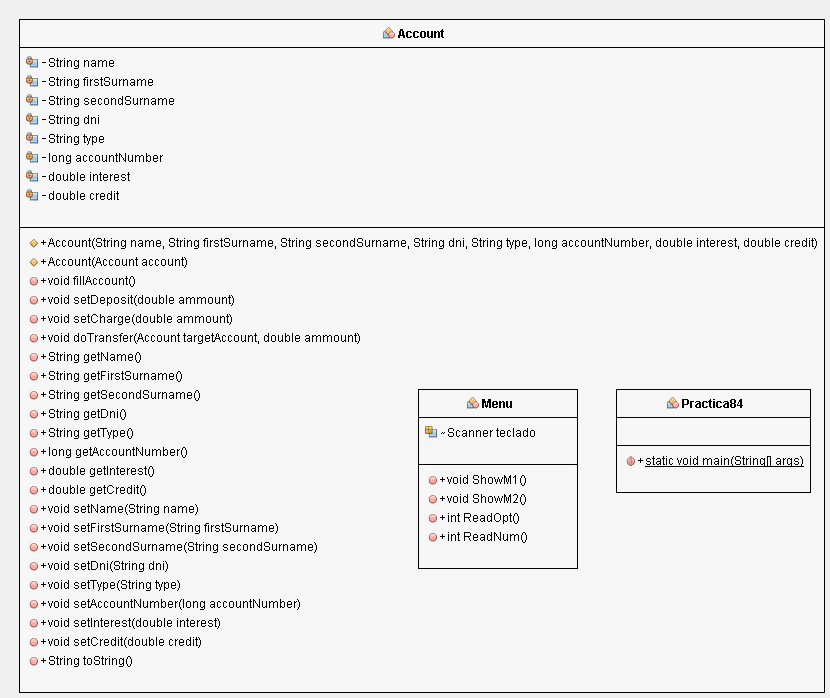 Account
-String name
-String firstSurname
-String secondSurname
-String dni
-String type
-long accountNumber
-double interest
-double credit
+Account(String name, String firstSurname, String secondSurname, String dni, String type, long accountNumber, double interest, double credit)
+Account(Account account)
+void fillAccount()
+void setDeposit(double ammount)
+void setCharge(double ammount)
+void doTransfer(Account targetAccount, double ammount)
+String getName()
+String getFirstSurname()
+String getSecondSurname()
+String getDni()
+String getType()
+long getAccountNumber()
+double getInterest()
+double getCredit()
+void setName(String name)
+void setFirstSurname(String firstSurname)
+void setSecondSurname(String secondSurname)
+void setDni(String dni)
+void setType(String type)
+void setAccountNumber(long accountNumber)
+void setInterest(double interest)
+void setCredit(double credit)
+String toString()
Menu
~Scanner teclado
+void ShowM1()
+void ShowM2()
+int ReadOpt()
+int ReadNum()
Practica84
+static void main(String[] args)